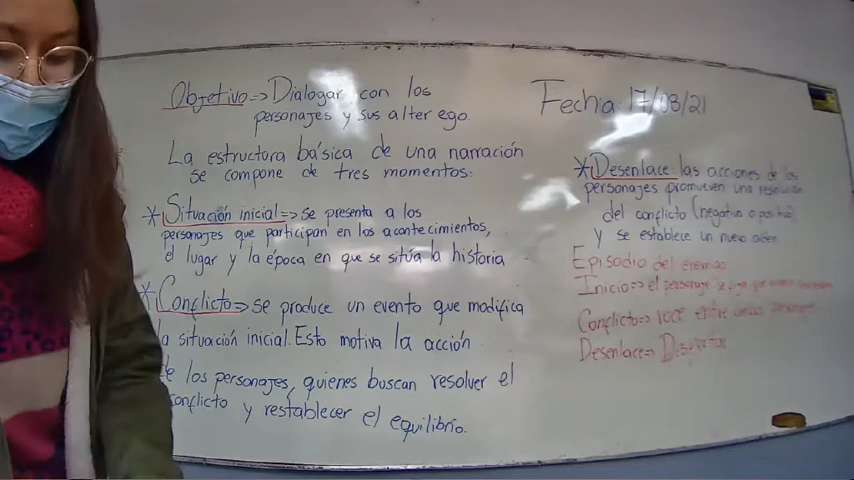 Objetivo => Dialogar con los
personajes y sus alter ego.
La estructura básica de una narración
se compone de tres momentos:
* Situación inicial => se presenta a los
personajes que participan en los acontecimientos,
el lugar y la época en que se sitúa la historia
* Conflicto => se produce un evento que modifica
la situación inicial. Esto motiva la acción
de los personajes, quienes buscan resolver el
conflicto y restablecer el equilibrio.
Fecha 17/08/21
* Desenlace: las acciones de los
personajes promueven una resolución
del conflicto (negativo o positivo)
y se establece un nuevo orden
Episodio del
Inicio => el personaje se
Conflicto => roce entre
Desenlace =>